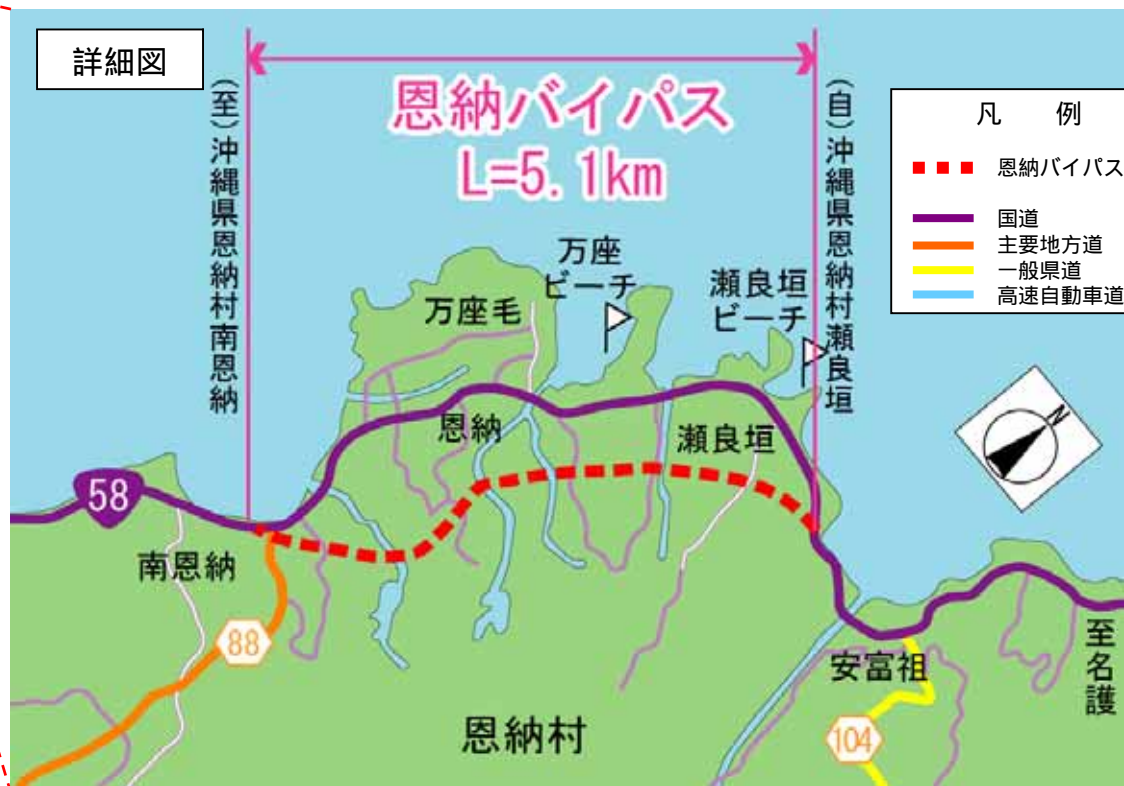 詳細図
(至)沖縄県恩納村南恩納
恩納バイパス
L=5.1km
(自)沖縄県恩納村瀬良垣
凡 例
恩納バイパス
国道
主要地方道
一般県道
高速自動車道
万座
ビーチ
瀬良垣
ビーチ
万座毛
恩納
瀬良垣
N
58
南恩納
88
安富祖
至名護
恩納村
104